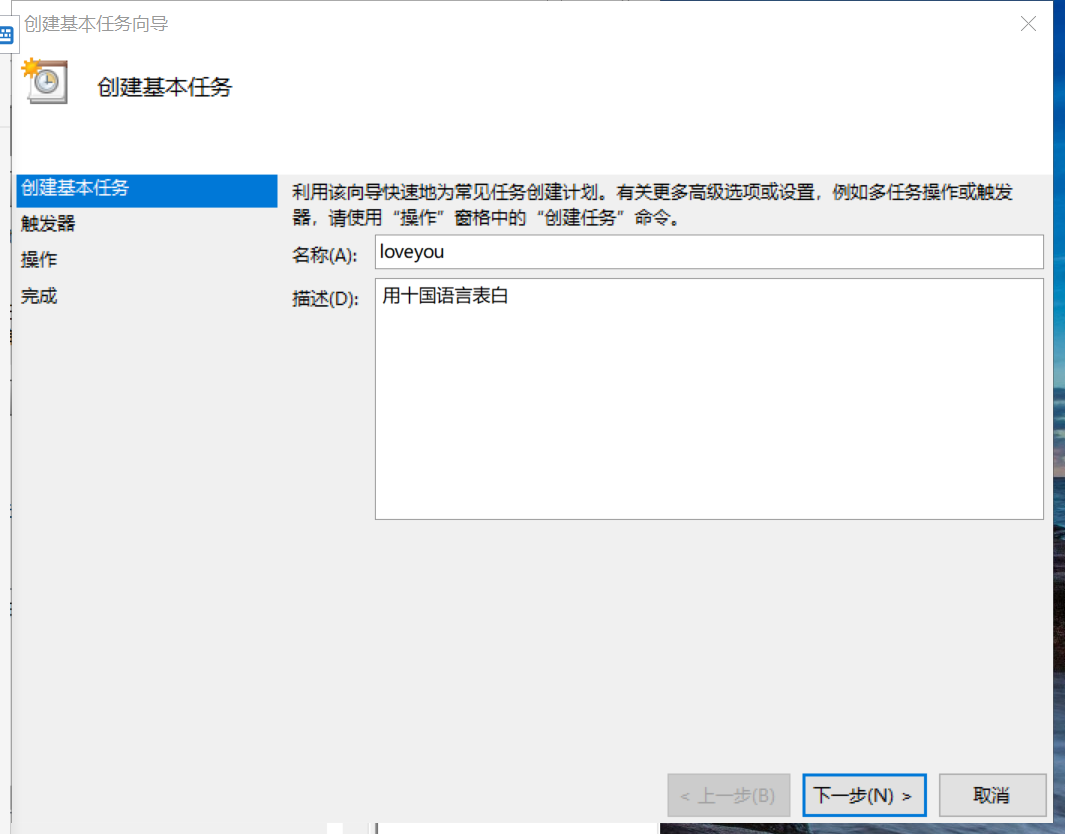 创建基本任务向导
创建基本任务
创建基本任务
触发器
操作
完成
利用该向导快速地为常见任务创建计划。有关更多高级选项或设置，例如多任务操作或触发
器，请使用“操作”窗格中的“创建任务”命令。
名称(A): loveyou
描述(D): 用十国语言表白
< 上一步(B) 下一步(N) > 取消